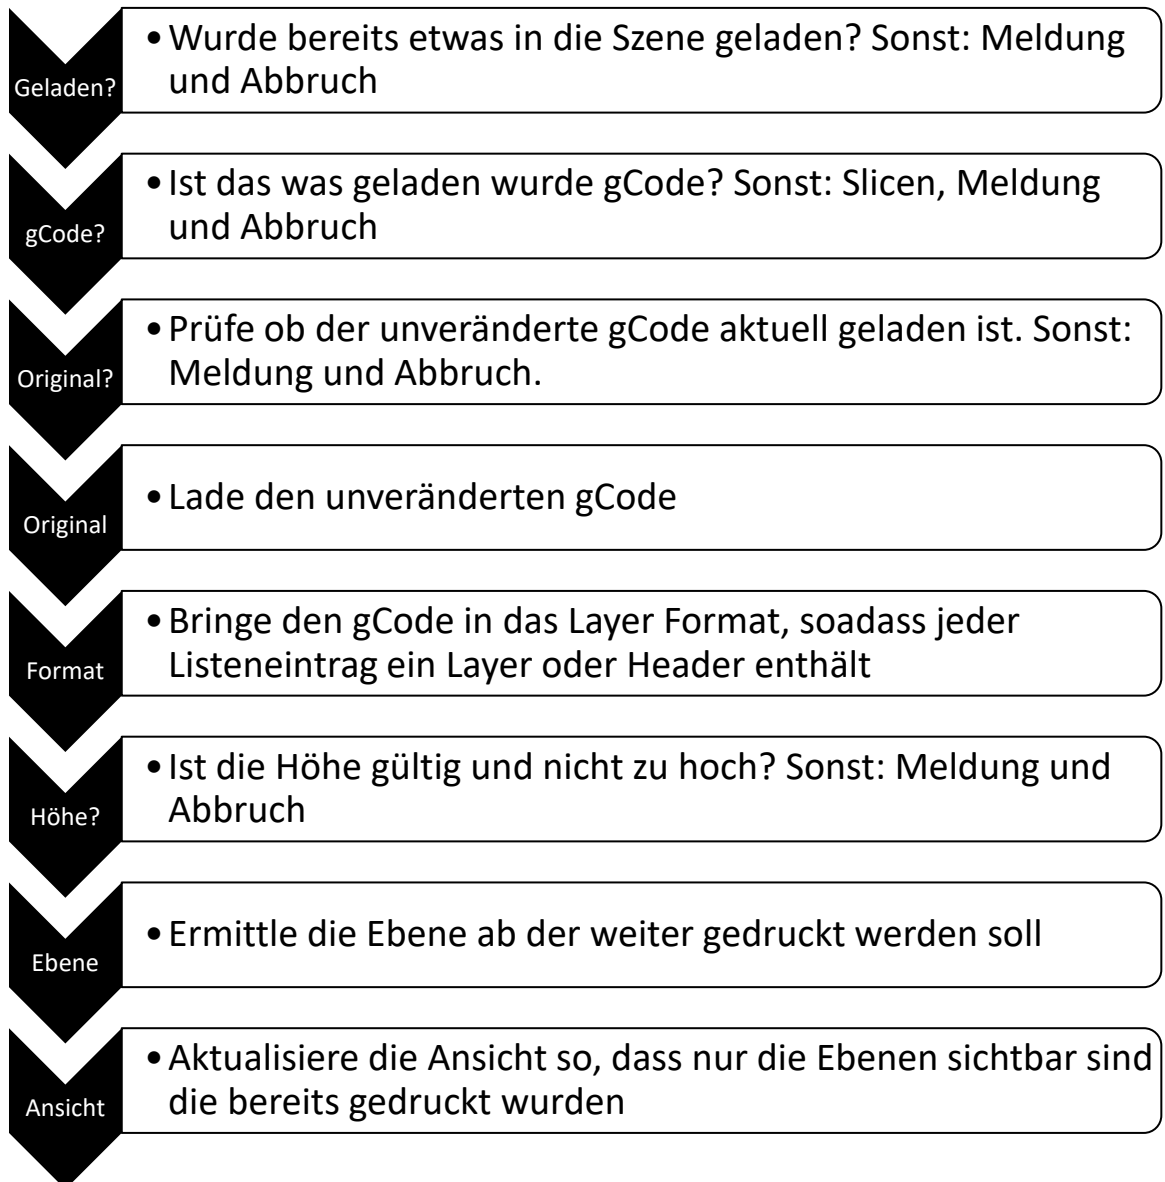 Geladen?
• Wurde bereits etwas in die Szene geladen? Sonst: Meldung
und Abbruch
gCode?
• Ist das was geladen wurde gCode? Sonst: Slicen, Meldung
und Abbruch
Original?
• Prüfe ob der unveränderte gCode aktuell geladen ist. Sonst:
Meldung und Abbruch.
Original
• Lade den unveränderten gCode
Format
• Bringe den gCode in das Layer Format, soadass jeder
Listeneintrag ein Layer oder Header enthält
Höhe?
• Ist die Höhe gültig und nicht zu hoch? Sonst: Meldung und
Abbruch
Ebene
• Ermittle die Ebene ab der weiter gedruckt werden soll
Ansicht
• Aktualisiere die Ansicht so, dass nur die Ebenen sichtbar sind
die bereits gedruckt wurden